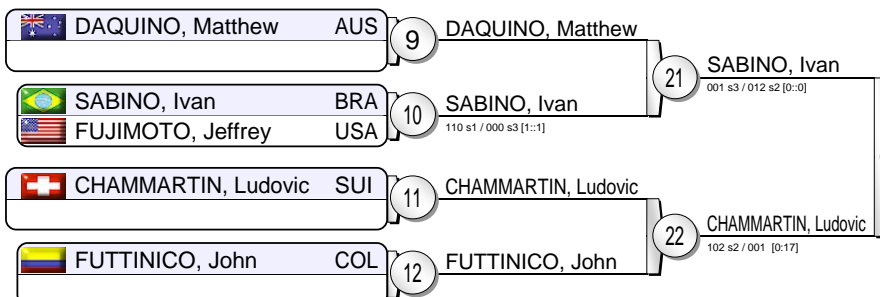 DAQUINO, Matthew AUS
9
DAQUINO, Matthew
21
SABINO, Ivan
001 s3 / 012 s2 [0::0]
SABINO, Ivan BRA
FUJIMOTO, Jeffrey USA
10
SABINO, Ivan
110 s1 / 000 s3 [1::1]
CHAMMARTIN, Ludovic SUI
11
CHAMMARTIN, Ludovic
22
CHAMMARTIN, Ludovic
102 s2 / 001 [0:17]
FUTTINICO, John COL
12
FUTTINICO, John